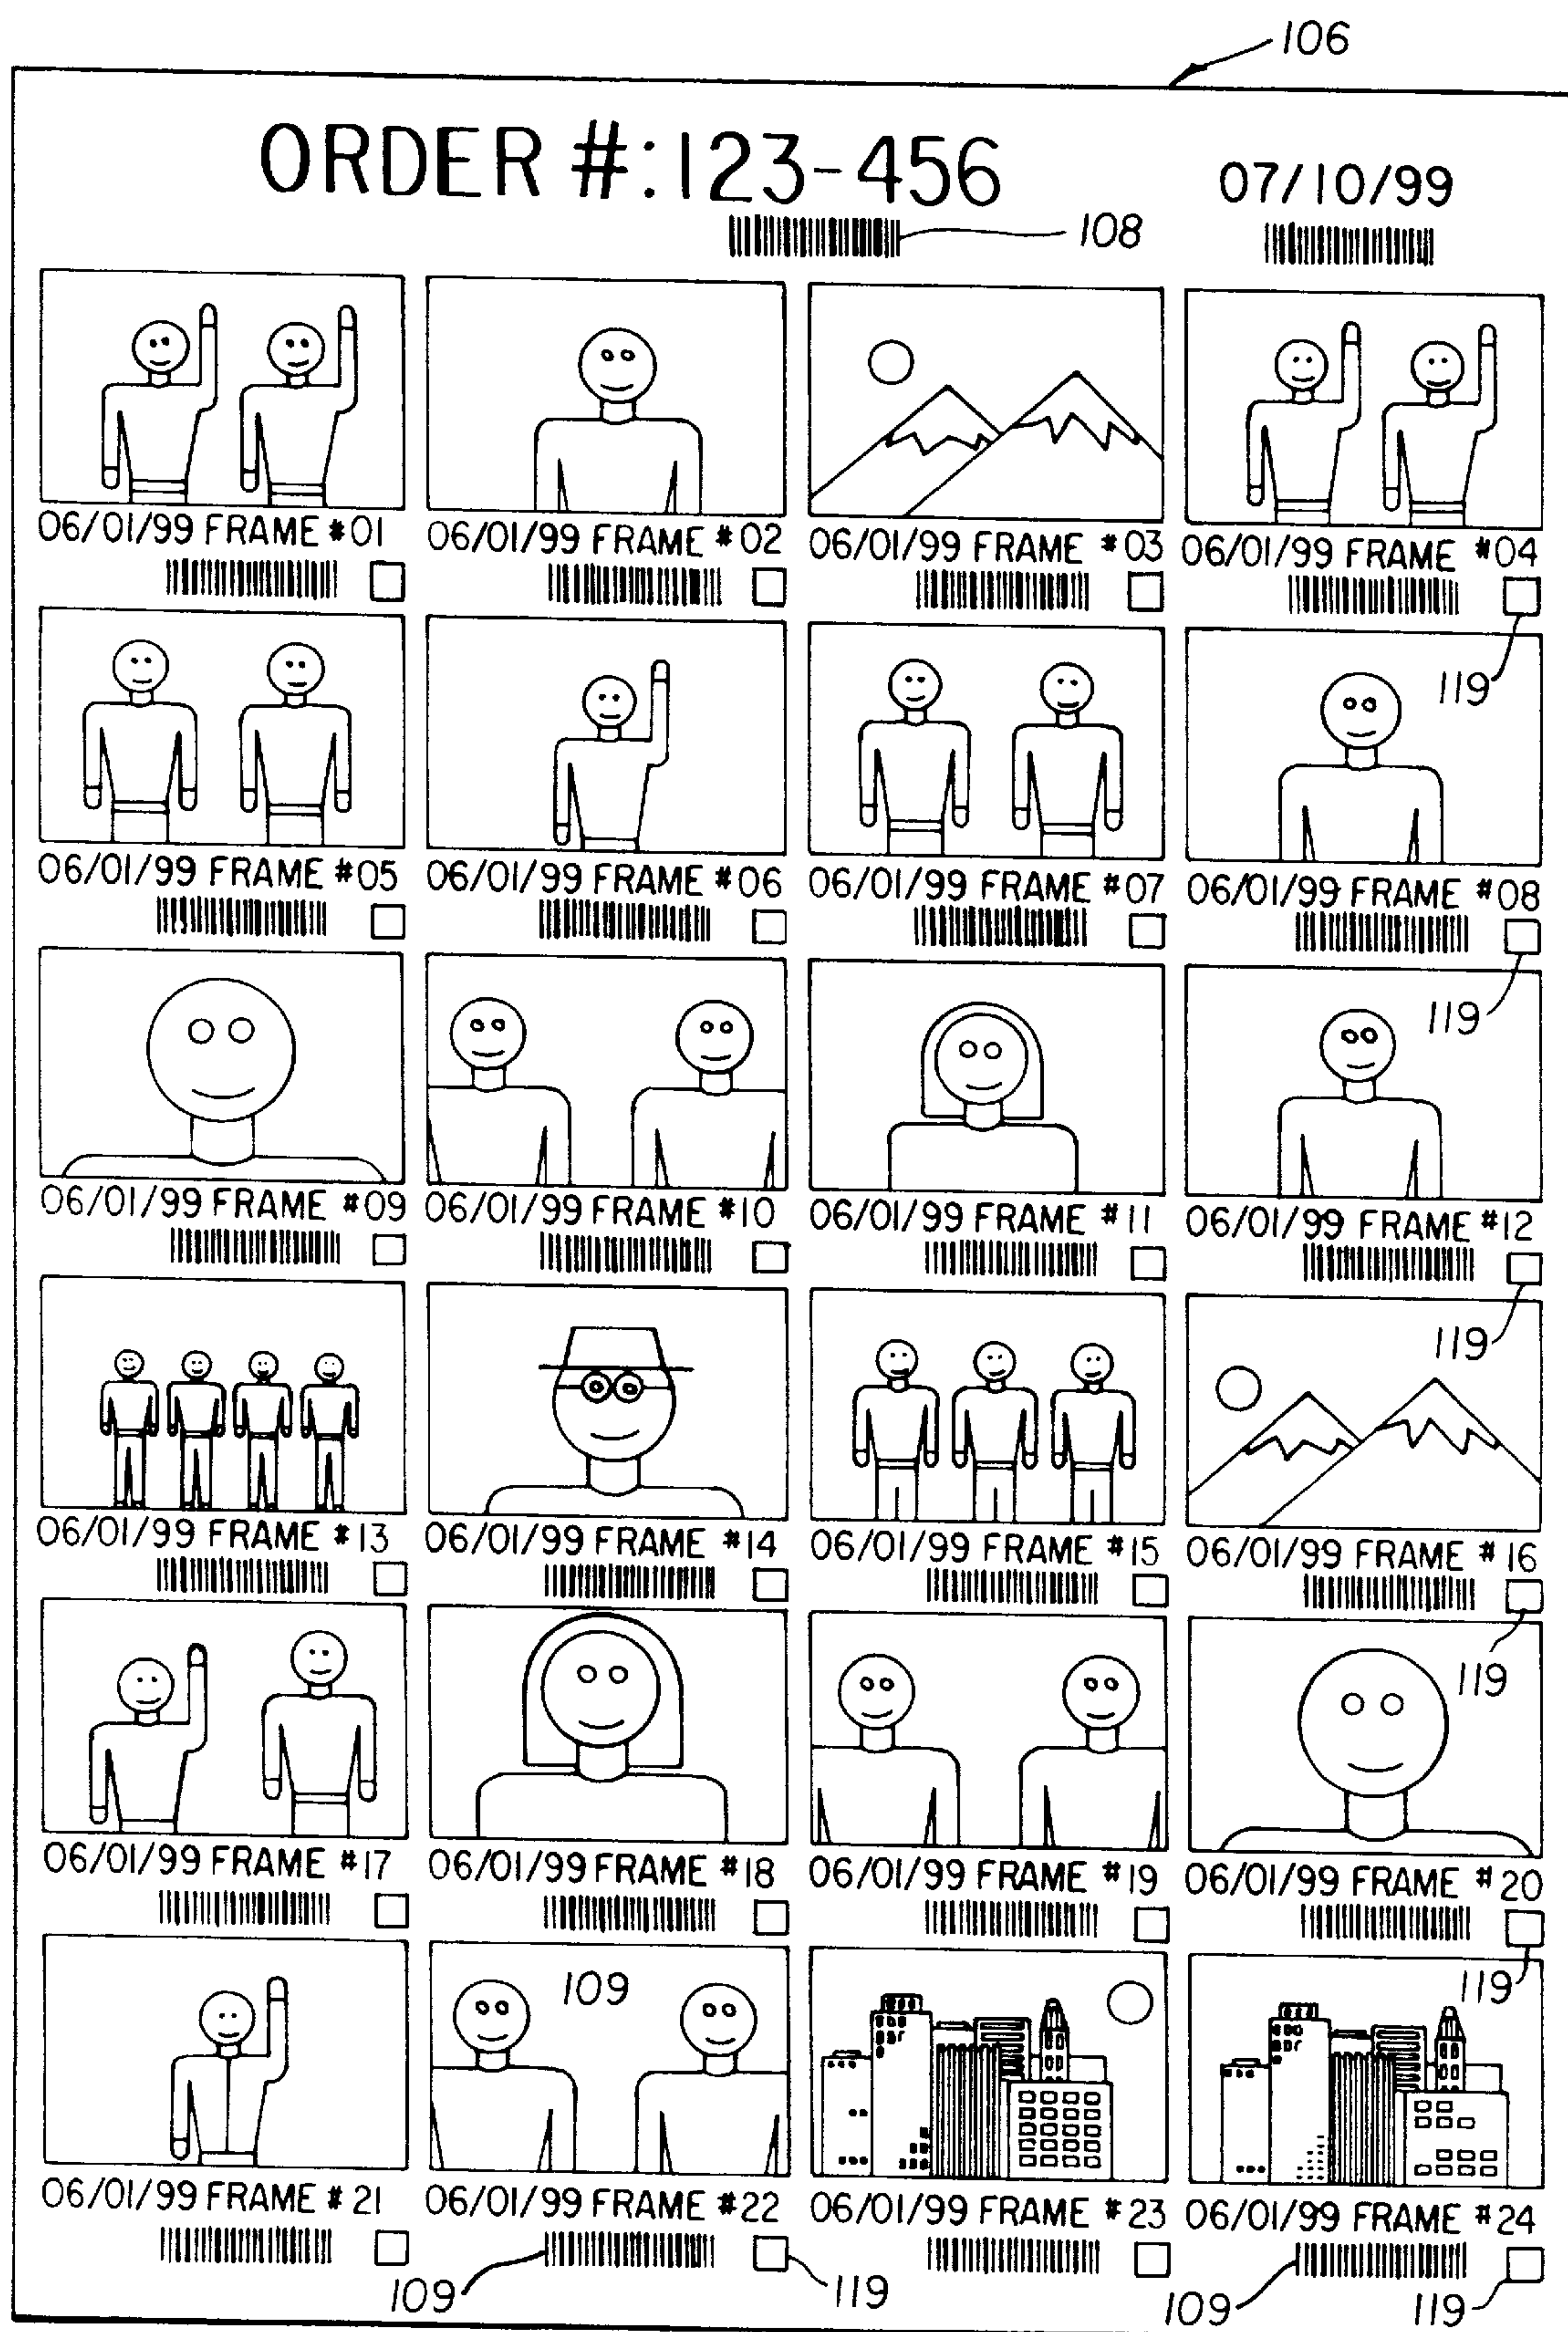 106
ORDER #:123-456
07/10/99
108
06/01/99 FRAME #01
06/01/99 FRAME #02
06/01/99 FRAME #03
06/01/99 FRAME #04
119
06/01/99 FRAME #05
06/01/99 FRAME #06
06/01/99 FRAME #07
06/01/99 FRAME #08
119
06/01/99 FRAME #09
06/01/99 FRAME #10
06/01/99 FRAME #11
06/01/99 FRAME #12
119
06/01/99 FRAME #13
06/01/99 FRAME #14
06/01/99 FRAME #15
06/01/99 FRAME #16
119
06/01/99 FRAME #17
06/01/99 FRAME #18
06/01/99 FRAME #19
06/01/99 FRAME #20
119
109
06/01/99 FRAME #21
06/01/99 FRAME #22
06/01/99 FRAME #23
06/01/99 FRAME #24
109
119
109
119